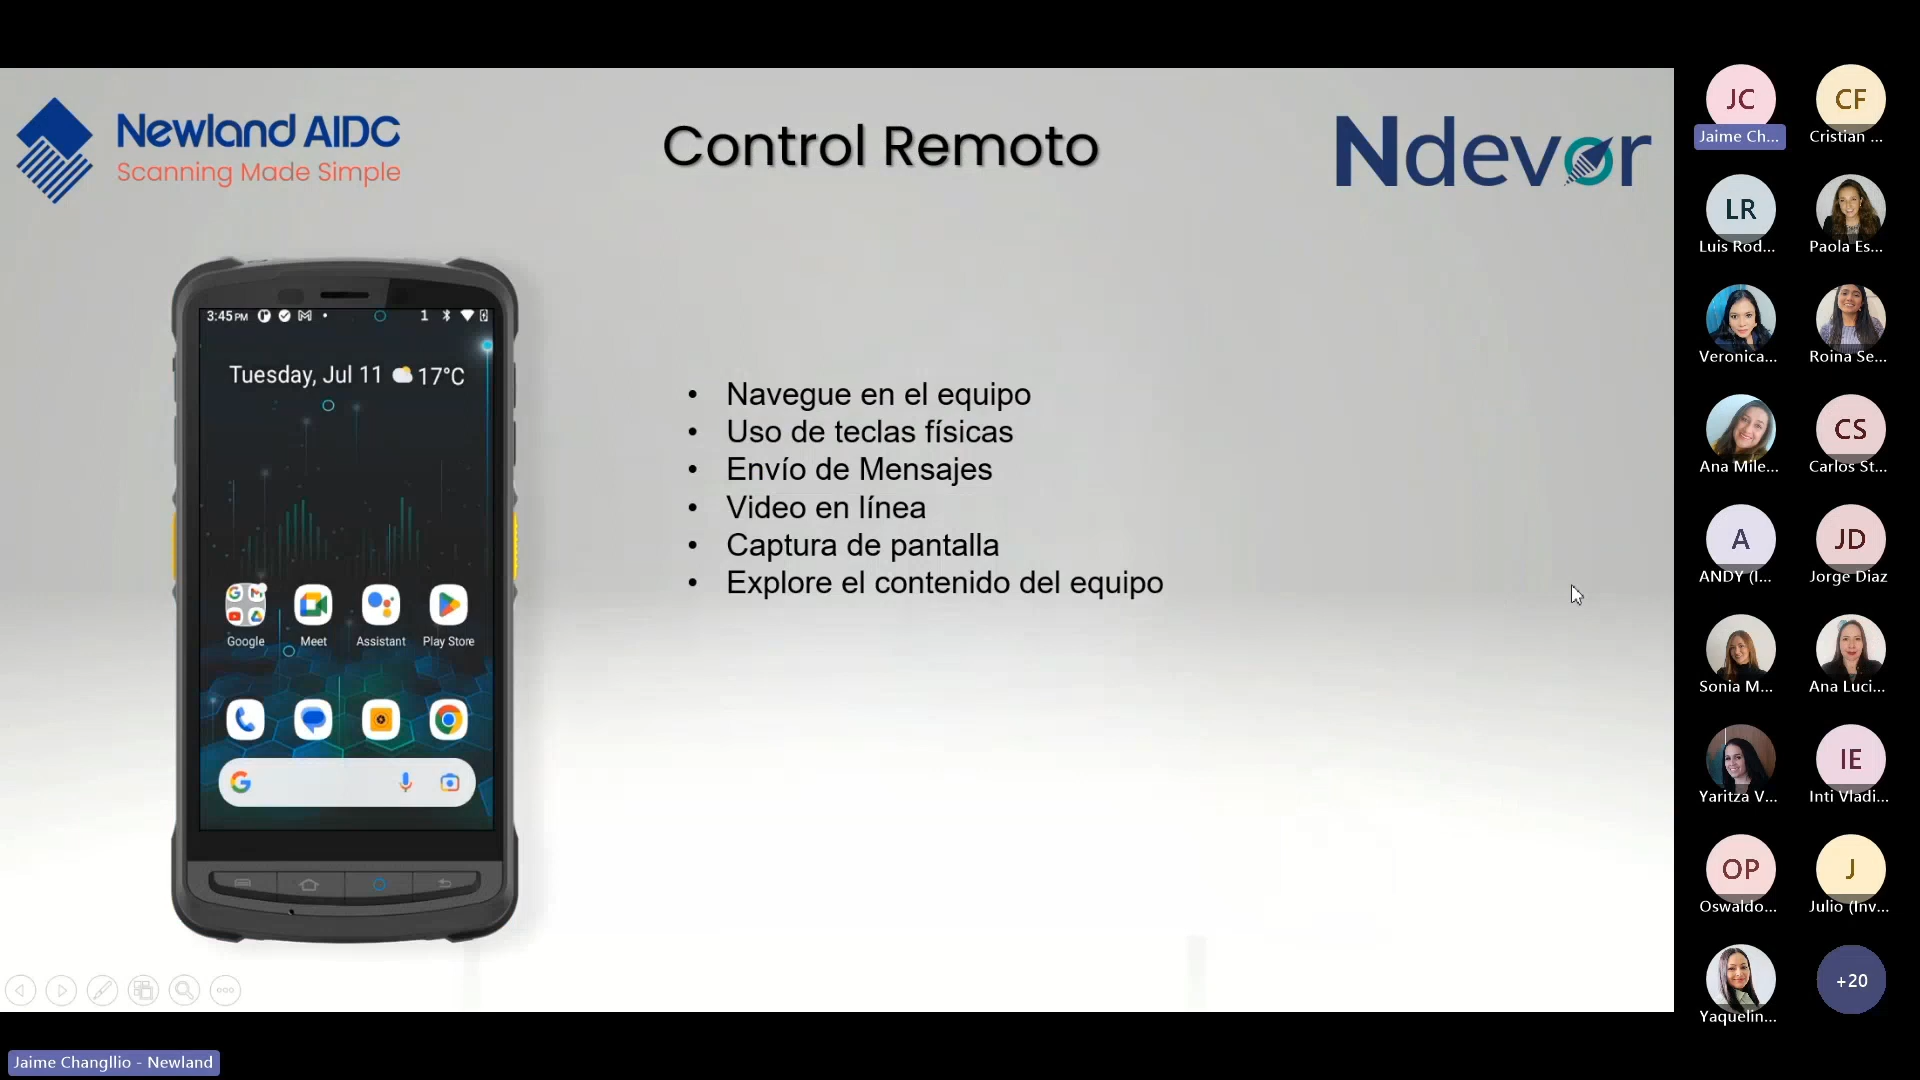 Newland AIDC
Scanning Made Simple
Control Remoto
Ndevor
3:45 PM
1
Tuesday, Jul 11 17°C
Google
Meet
Assistant
Play Store
• Navegue en el equipo
• Uso de teclas físicas
• Envío de Mensajes
• Video en línea
• Captura de pantalla
• Explore el contenido del equipo
JC
Jaime Ch...
CF
Cristian ...
LR
Luis Rod...
Paola Es...
Veronica...
Roina Se...
Ana Mile...
CS
Carlos St...
A
ANDY (I...
JD
Jorge Diaz
Sonia M...
Ana Luci...
Yaritza V...
IE
Inti Vladi...
OP
Oswaldo...
J
Julio (Inv...
Yaquelin...
+20
Jaime Changllio - Newland